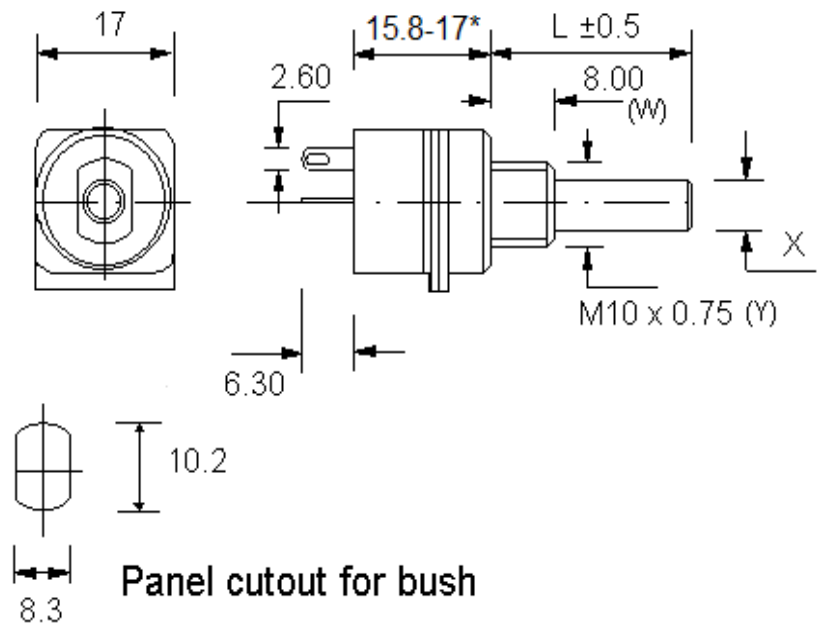 17
15.8-17*
L ±0.5
2.60
8.00
(W)
X
M10 x 0.75 (Y)
6.30
10.2
Panel cutout for bush
8.3